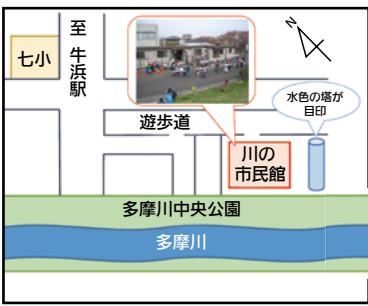 至 牛浜駅
七小
N
水色の塔が
目印
遊歩道
川の
市民館
多摩川中央公園
多摩川